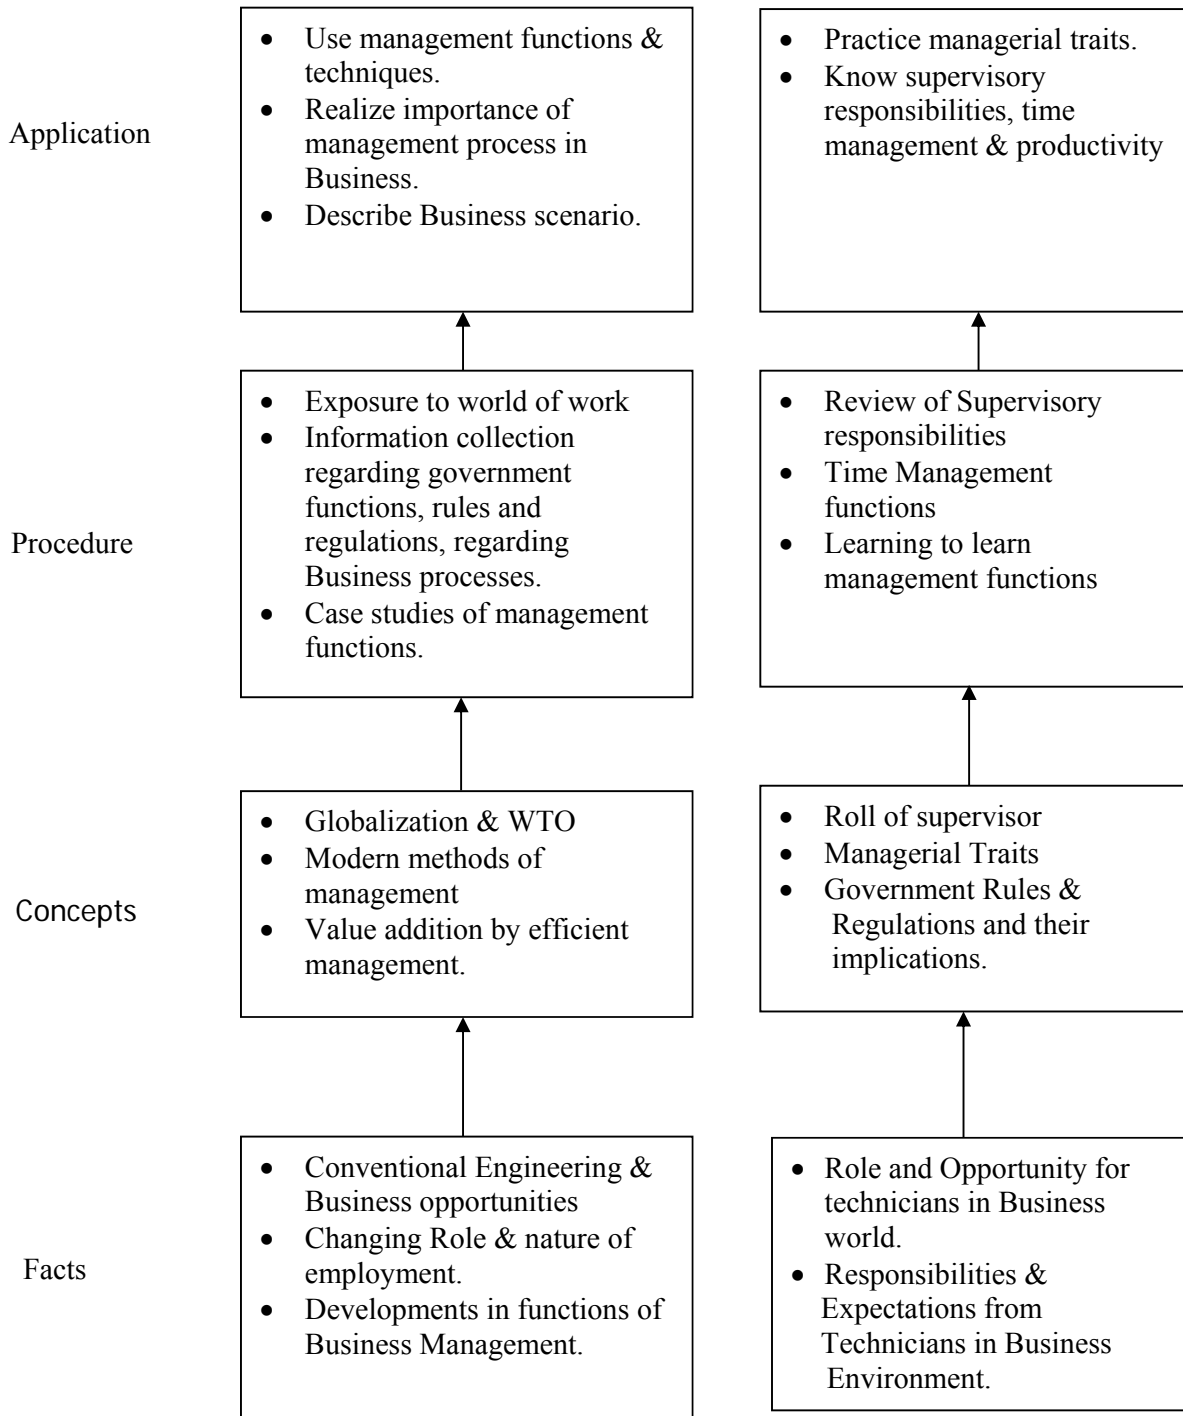 Application
• Use management functions &
techniques.
• Realize importance of
management process in
Business.
• Describe Business scenario.
• Practice managerial traits.
• Know supervisory
responsibilities, time
management & productivity
Procedure
• Exposure to world of work
• Information collection
regarding government
functions, rules and
regulations, regarding
Business processes.
• Case studies of management
functions.
• Review of Supervisory
responsibilities
• Time Management
functions
• Learning to learn
management functions
Concepts
• Globalization & WTO
• Modern methods of
management
• Value addition by efficient
management.
• Roll of supervisor
• Managerial Traits
• Government Rules &
Regulations and their
implications.
Facts
• Conventional Engineering &
Business opportunities
• Changing Role & nature of
employment.
• Developments in functions of
Business Management.
• Role and Opportunity for
technicians in Business
world.
• Responsibilities &
Expectations from
Technicians in Business
Environment.